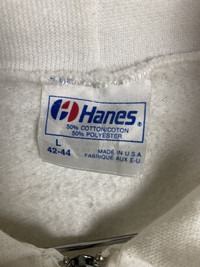 Hanes®
50% COTTON/COTON
50% POLYESTER
L
42-44
MADE IN U.S.A
FABRIQUE AUX E-U